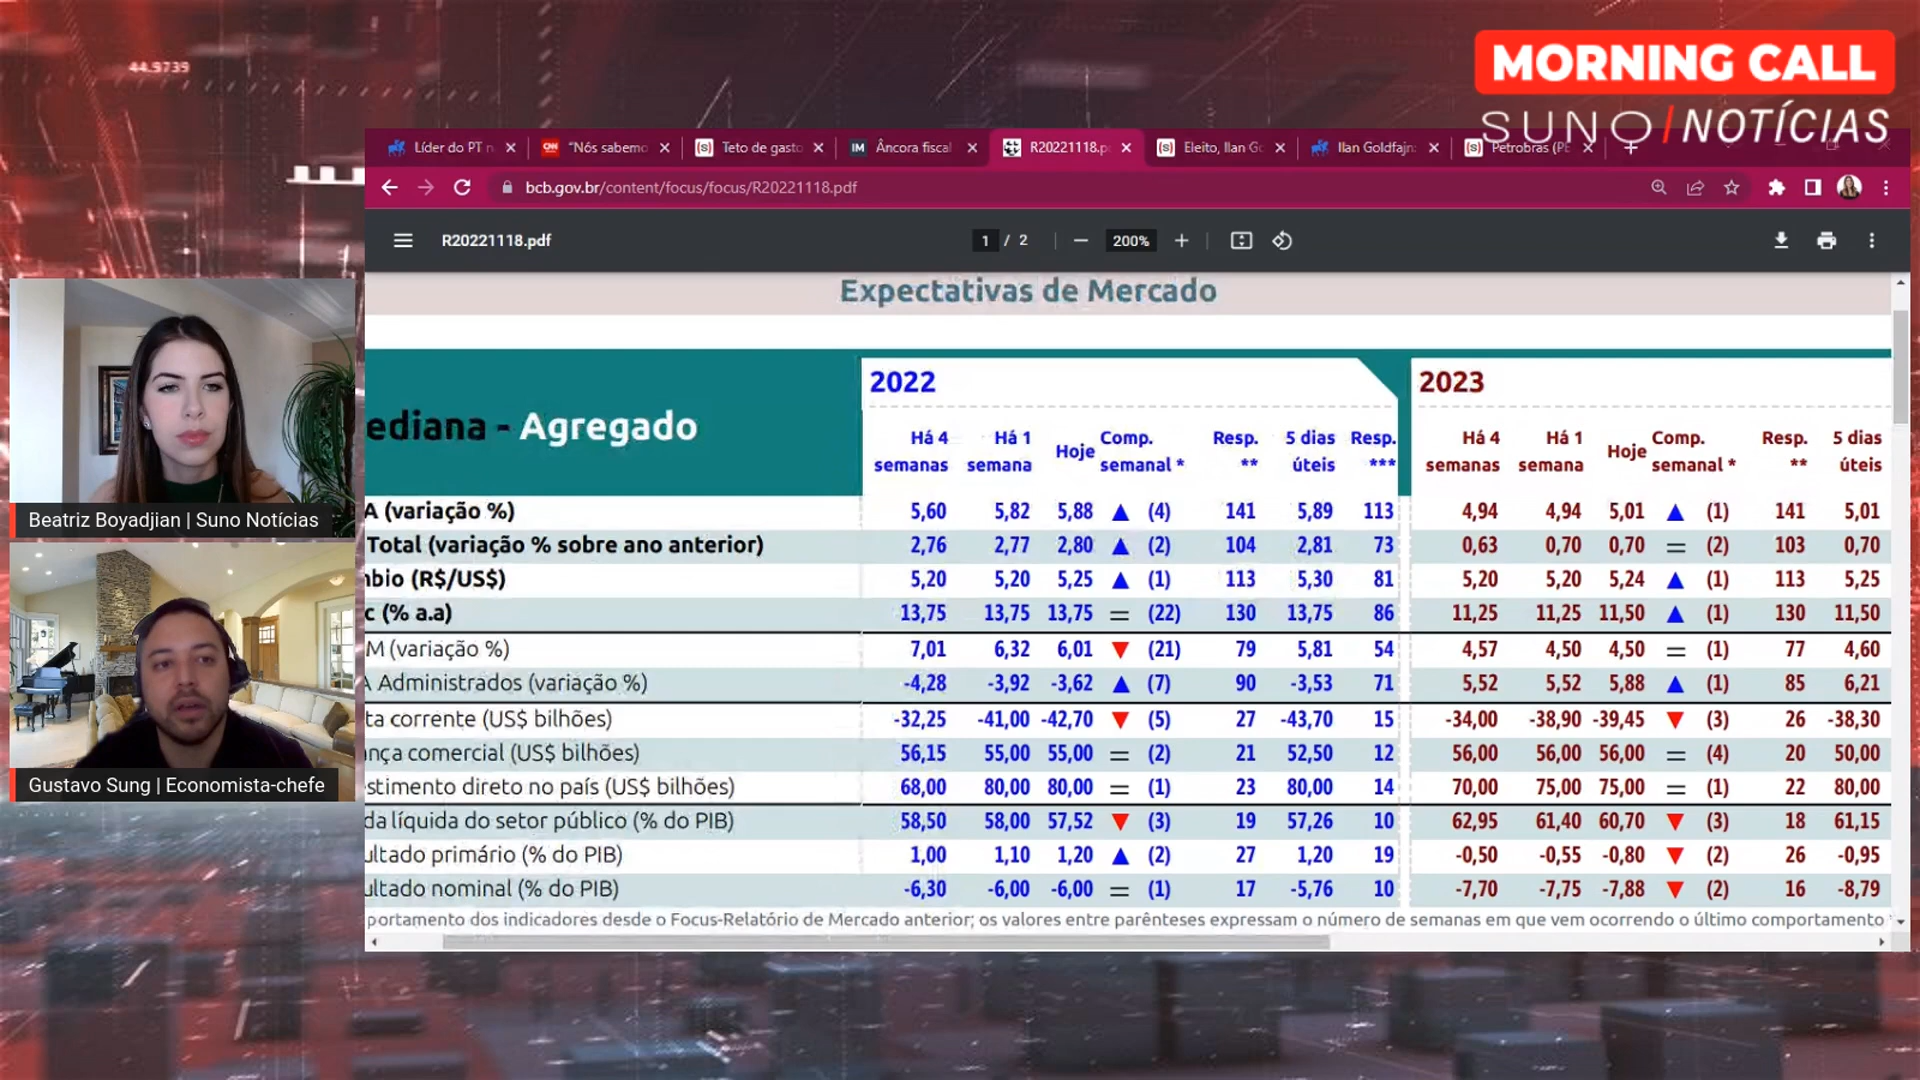 44.9739
MORNING CALL
SUNO/NOTÍCIAS
Líder do PT n
CNN
"Nós sabemo
(s)
Teto de gasto
IM
Âncora fiscal
R20221118.p
(s)
Eleito, Ilan G
Ilan Goldfajn:
(s)
Petrobras (PE
bcb.gov.br/content/focus/focus/R20221118.pdf
R20221118.pdf
1 / 2
200%
Expectativas de Mercado
ediana - Agregado
2022
2023
Há 4 semanas Há 1 semana Hoje Comp. semanal * Resp. ** 5 dias úteis Resp. *** Há 4 semanas Há 1 semana Hoje Comp. semanal * Resp. ** 5 dias úteis
A (variação %) 5,60 5,82 5,88 ▲ (4) 141 5,89 113 4,94 4,94 5,01 ▲ (1) 141 5,01
Total (variação % sobre ano anterior) 2,76 2,77 2,80 ▲ (2) 104 2,81 73 0,63 0,70 0,70 = (2) 103 0,70
nbio (R$/US$) 5,20 5,20 5,25 ▲ (1) 113 5,30 81 5,20 5,20 5,24 ▲ (1) 113 5,25
c (% a.a) 13,75 13,75 13,75 = (22) 130 13,75 86 11,25 11,25 11,50 ▲ (1) 130 11,50
M (variação %) 7,01 6,32 6,01 ▼ (21) 79 5,81 54 4,57 4,50 4,50 = (1) 77 4,60
A Administrados (variação %) -4,28 -3,92 -3,62 ▲ (7) 90 -3,53 71 5,52 5,52 5,88 ▲ (1) 85 6,21
ta corrente (US$ bilhões) -32,25 -41,00 -42,70 ▼ (5) 27 -43,70 15 -34,00 -38,90 -39,45 ▼ (3) 26 -38,30
nça comercial (US$ bilhões) 56,15 55,00 55,00 = (2) 21 52,50 12 56,00 56,00 56,00 = (4) 20 50,00
stimento direto no país (US$ bilhões) 68,00 80,00 80,00 = (1) 23 80,00 14 70,00 75,00 75,00 = (1) 22 80,00
da líquida do setor público (% do PIB) 58,50 58,00 57,52 ▼ (3) 19 57,26 10 62,95 61,40 60,70 ▼ (3) 18 61,15
ultado primário (% do PIB) 1,00 1,10 1,20 ▲ (2) 27 1,20 19 -0,50 -0,55 -0,80 ▼ (2) 26 -0,95
ultado nominal (% do PIB) -6,30 -6,00 -6,00 = (1) 17 -5,76 10 -7,70 -7,75 -7,88 ▼ (2) 16 -8,79
portamento dos indicadores desde o Focus-Relatório de Mercado anterior; os valores entre parênteses expressam o número de semanas em que vem ocorrendo o último comportamento *
Beatriz Boyadjian | Suno Notícias
Gustavo Sung | Economista-chefe